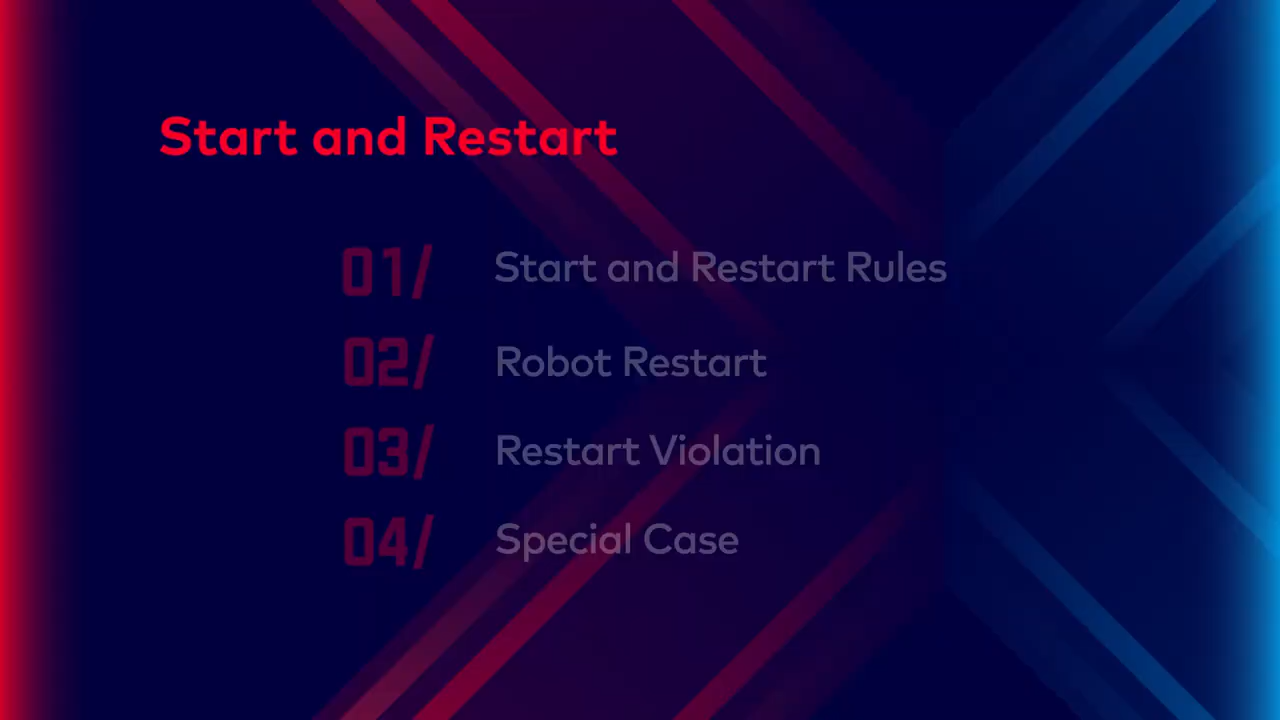 Start and Restart
01/ Start and Restart Rules
02/ Robot Restart
03/ Restart Violation
04/ Special Case